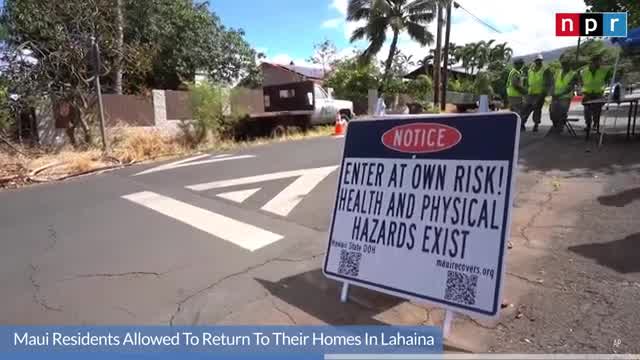 npr
NOTICE
ENTER AT OWN RISK!
HEALTH AND PHYSICAL
HAZARDS EXIST
Hawaii State DOH
mauirecovers.org
Maui Residents Allowed To Return To Their Homes In Lahaina
AP